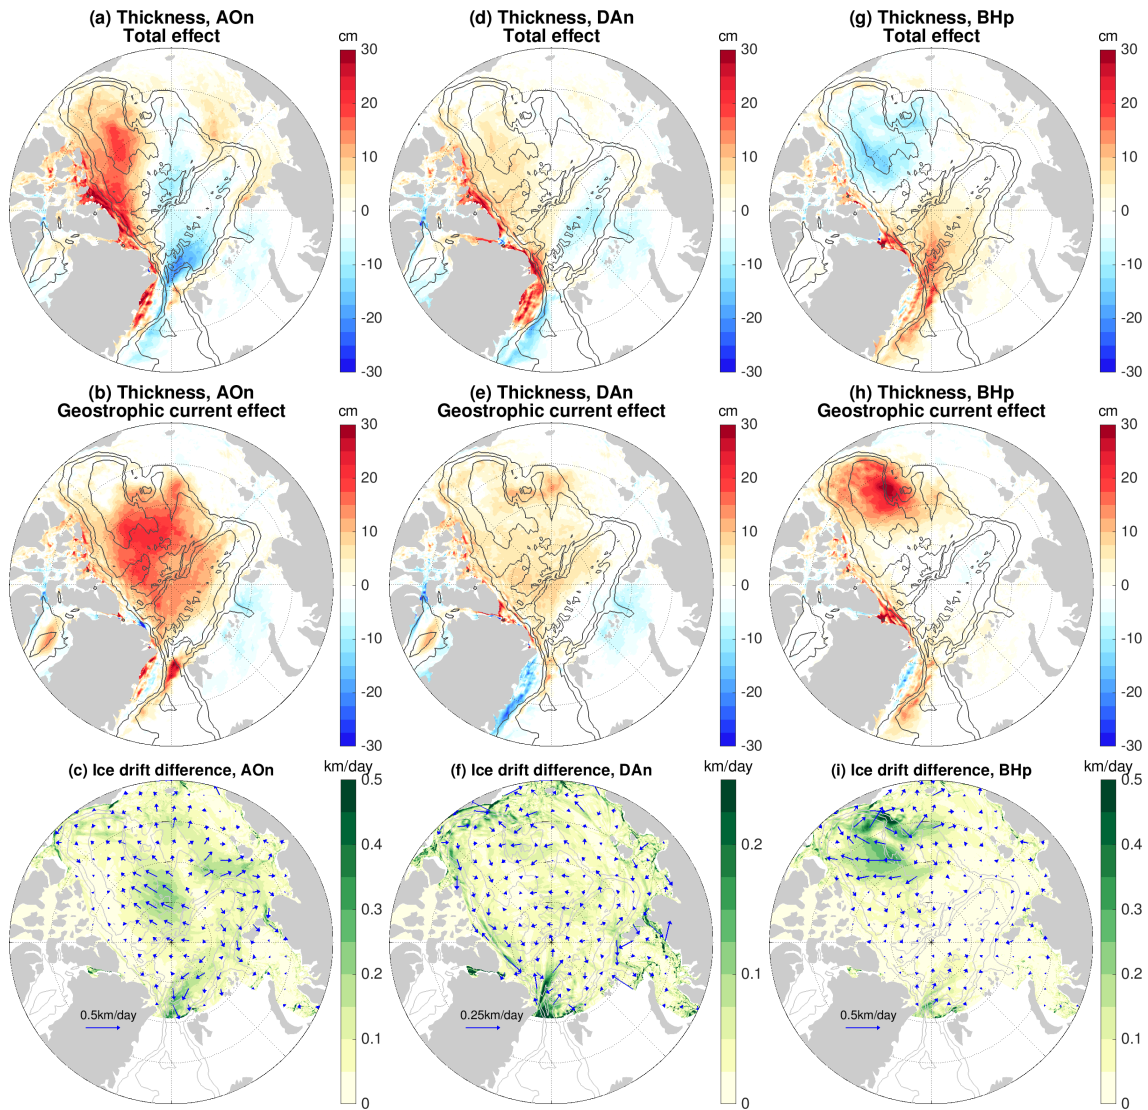 (a) Thickness, AOn
Total effect
cm
30
20
10
0
-10
-20
-30
(d) Thickness, DAn
Total effect
cm
30
20
10
0
-10
-20
-30
(g) Thickness, BHp
Total effect
cm
30
20
10
0
-10
-20
-30
(b) Thickness, AOn
Geostrophic current effect
cm
30
20
10
0
-10
-20
-30
(e) Thickness, DAn
Geostrophic current effect
cm
30
20
10
0
-10
-20
-30
(h) Thickness, BHp
Geostrophic current effect
cm
30
20
10
0
-10
-20
-30
(c) Ice drift difference, AOn
km/day
0.5
0.4
0.3
0.2
0.1
0
0.5km/day
(f) Ice drift difference, DAn
km/day
0.2
0.1
0
0.25km/day
(i) Ice drift difference, BHp
km/day
0.5
0.4
0.3
0.2
0.1
0
0.5km/day